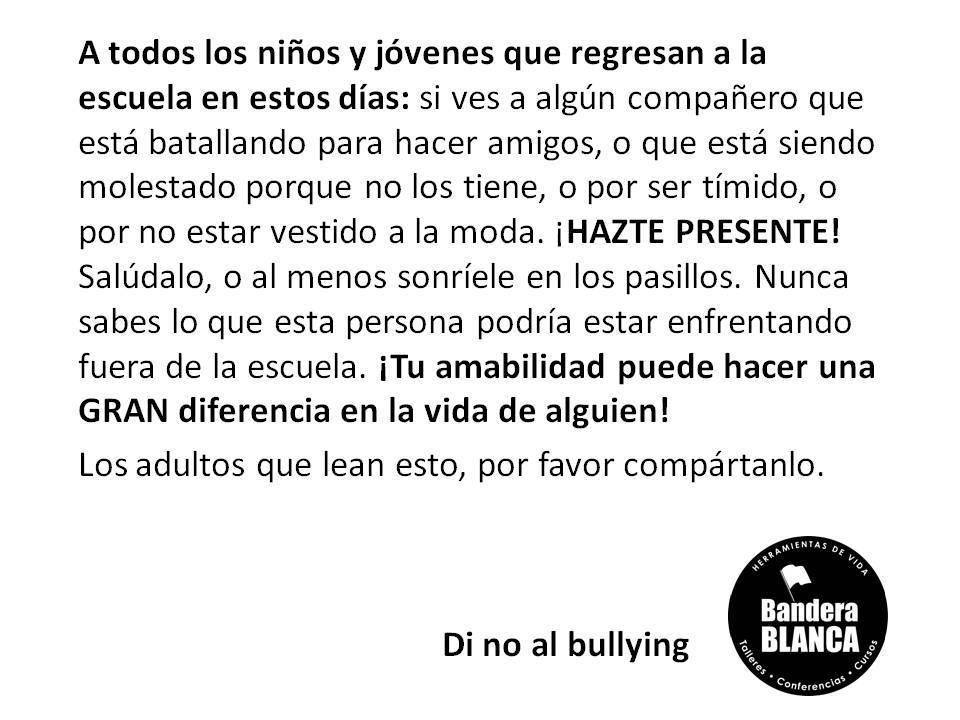 A todos los niños y jóvenes que regresan a la
escuela en estos días: si ves a algún compañero que
está batallando para hacer amigos, o que está siendo
molestado porque no los tiene, o por ser tímido, o
por no estar vestido a la moda. ¡HAZTE PRESENTE!
Salúdalo, o al menos sonríele en los pasillos. Nunca
sabes lo que esta persona podría estar enfrentando
fuera de la escuela. ¡Tu amabilidad puede hacer una
GRAN diferencia en la vida de alguien!
Los adultos que lean esto, por favor compártanlo.
HERRAMIENTAS DE VIDA
Bandera
BLANCA
Talleres • Conferencias • Cursos
Di no al bullying